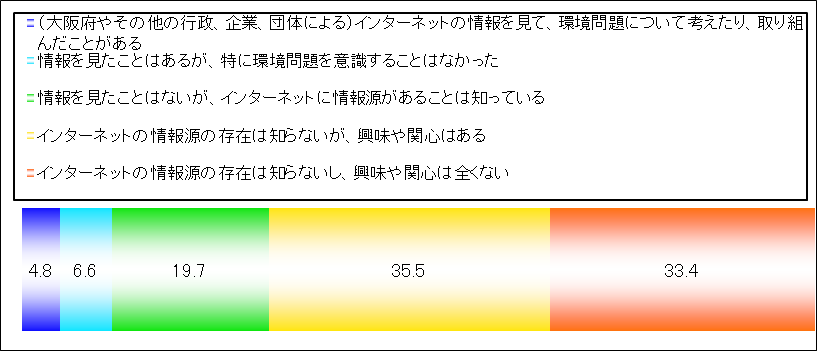 (大阪府やその他の行政、企業、団体による)インターネットの情報を見て、環境問題について考えたり、取り組
んだことがある
情報を見たことはあるが、特に環境問題を意識することはなかった
情報を見たことはないが、インターネットに情報源があることは知っている
インターネットの情報源の存在は知らないが、興味や関心はある
インターネットの情報源の存在は知らないし、興味や関心は全くない
4.8 6.6 19.7 35.5 33.4